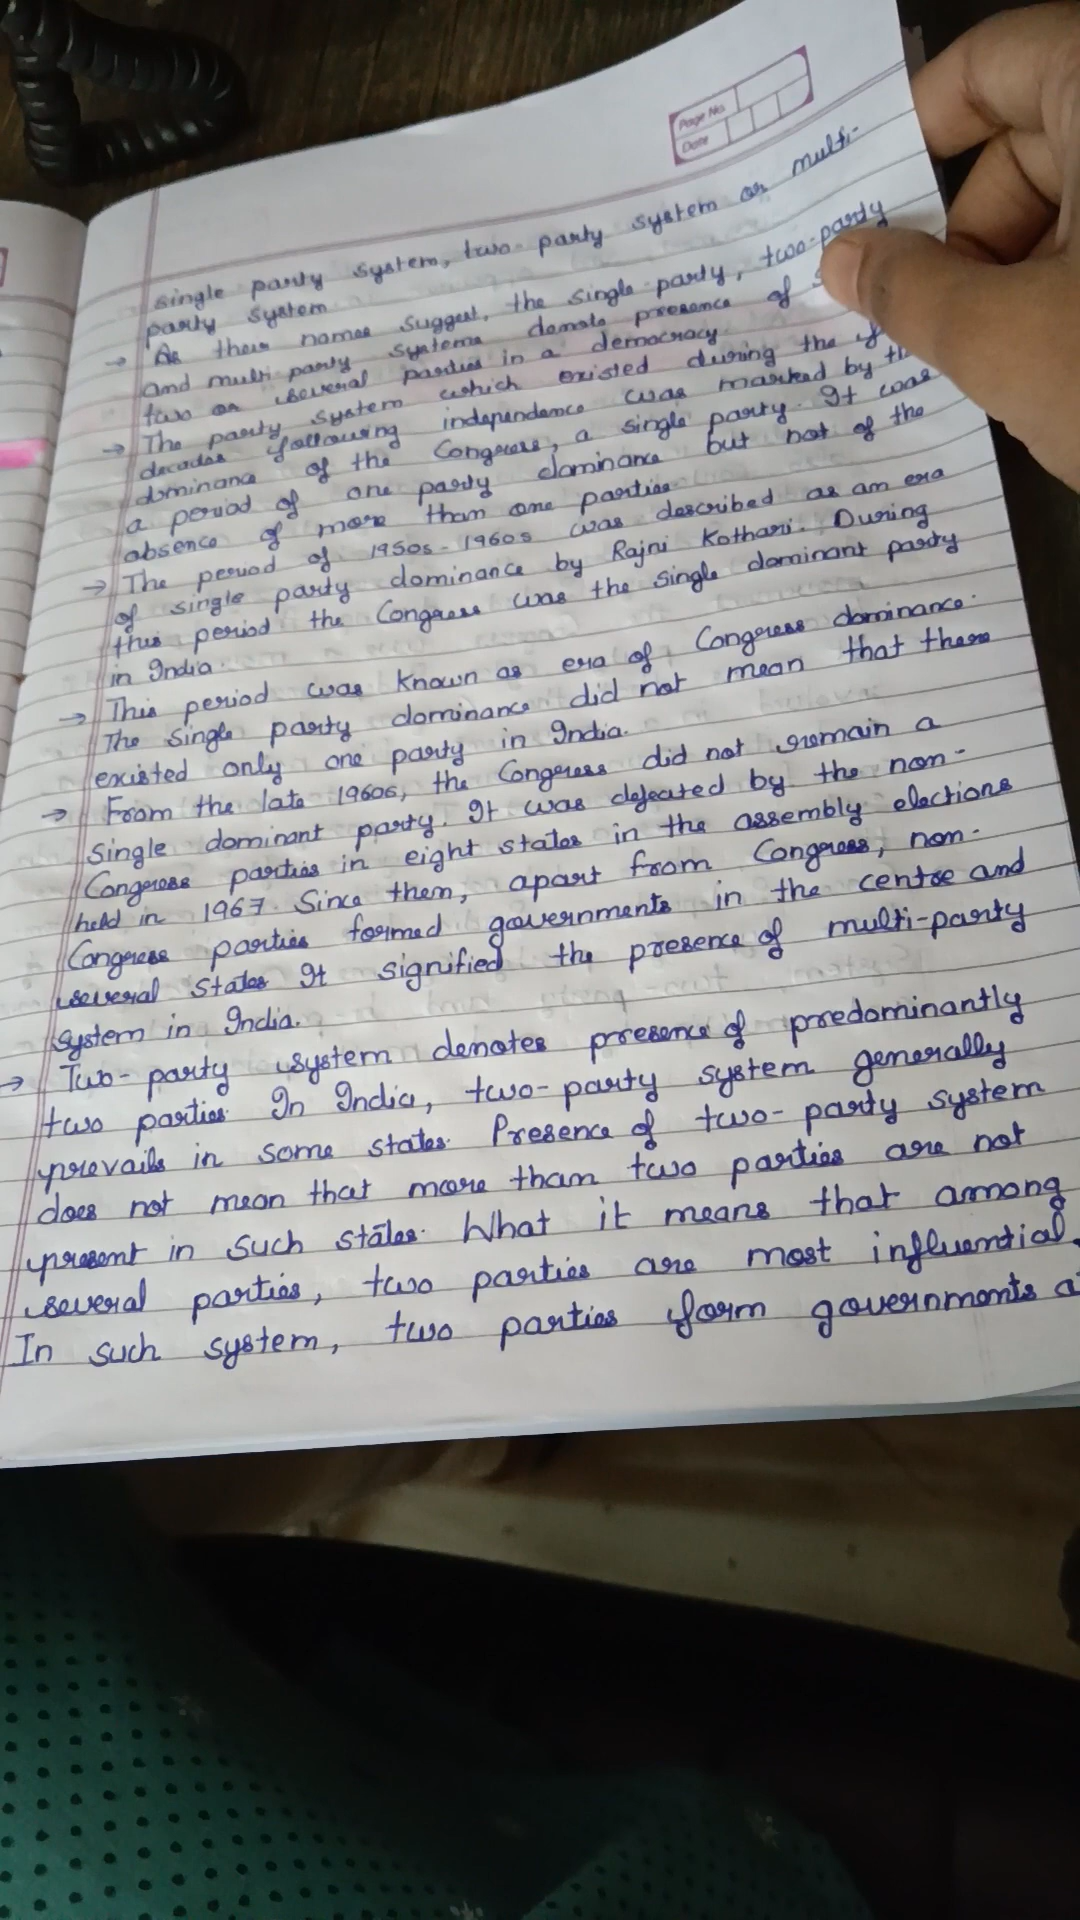 Page No.
Date
single party system, two-party system or multi-
party system
→ As their names suggest, the single-party, two-party
and multi party systems denote presence of
two or several parties in a democracy
→ The party system which existed during the
decades following independence was marked by
dominance of the Congress, a single party. It was
a period of one party dominance but not of the
absence of more than one parties
→ The period of 1950s-1960s was described as an era
of single party dominance by Rajni Kothari. During
this period the Congress was the single dominant party
in India.
→ This period was known as era of Congress dominance.
The single party dominance did not mean that there
existed only one party in India.
→ From the late 1960s, the Congress did not remain a
single dominant party. It was defeated by the non-
Congress parties in eight states in the assembly elections
held in 1967. Since them, apart from Congress, non-
Congress parties formed governments in the centre and
several states It signified the presence of multi-party
system in India.
→ Two-party system denotes presence of predominantly
two parties. In India, two-party system generally
prevails in some states. Presence of two-party system
does not mean that more than two parties are not
present in such states. What it means that among
several parties, two parties are most influential.
In such system, two parties form governments